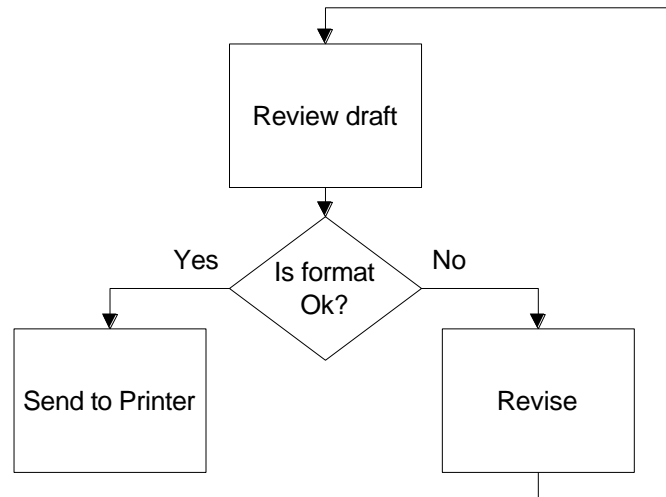 Review draft
Yes
Is format
Ok?
No
Send to Printer
Revise